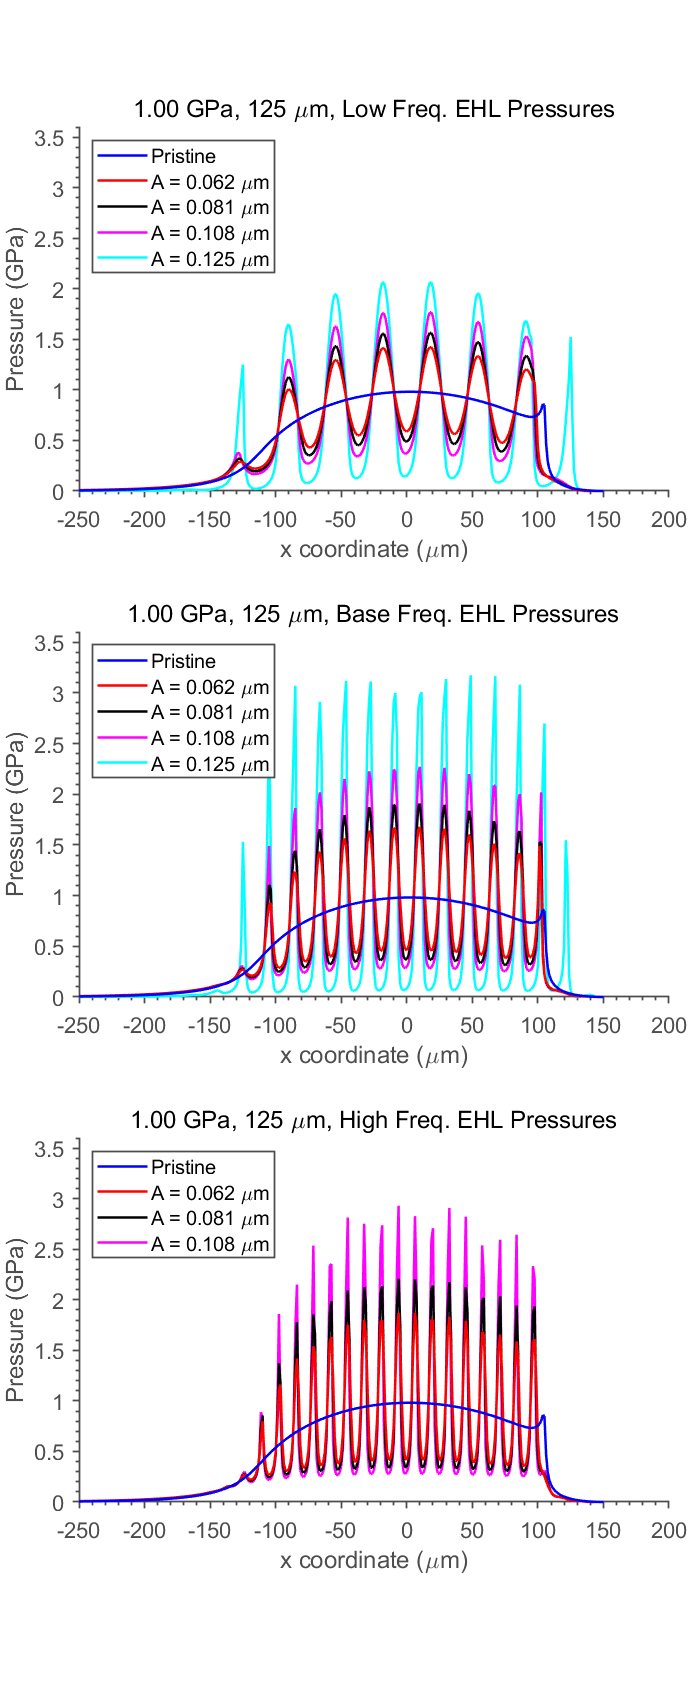 1.00 GPa, 125 μm, Low Freq. EHL Pressures
Pristine
A = 0.062 μm
A = 0.081 μm
A = 0.108 μm
A = 0.125 μm
Pressure (GPa)
3.5
3
2.5
2
1.5
1
0.5
0
-250 -200 -150 -100 -50 0 50 100 150 200
x coordinate (μm)
1.00 GPa, 125 μm, Base Freq. EHL Pressures
Pristine
A = 0.062 μm
A = 0.081 μm
A = 0.108 μm
A = 0.125 μm
Pressure (GPa)
3.5
3
2.5
2
1.5
1
0.5
0
-250 -200 -150 -100 -50 0 50 100 150 200
x coordinate (μm)
1.00 GPa, 125 μm, High Freq. EHL Pressures
Pristine
A = 0.062 μm
A = 0.081 μm
A = 0.108 μm
Pressure (GPa)
3.5
3
2.5
2
1.5
1
0.5
0
-250 -200 -150 -100 -50 0 50 100 150 200
x coordinate (μm)